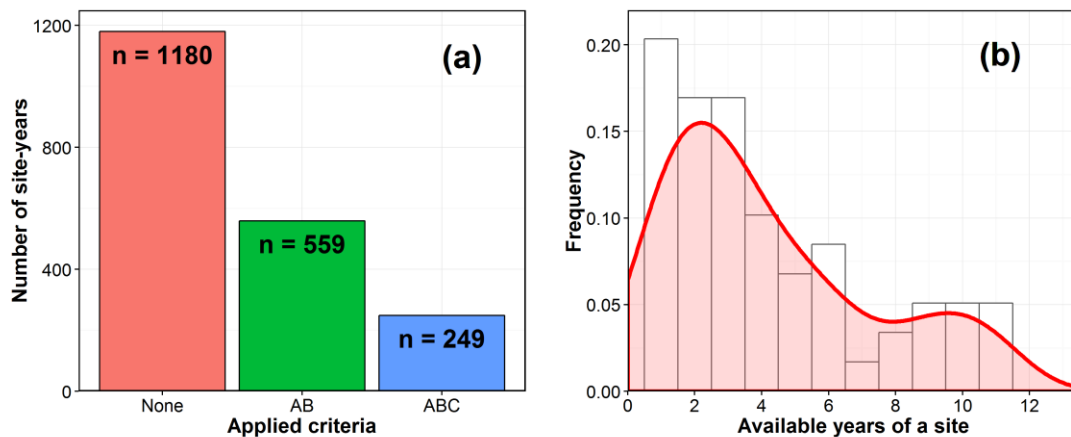 (a)
n = 1180
n = 559
n = 249
Number of site-years
1200
800
400
0
None AB ABC
Applied criteria
(b)
Frequency
0.20
0.15
0.10
0.05
0.00
0 2 4 6 8 10 12
Available years of a site